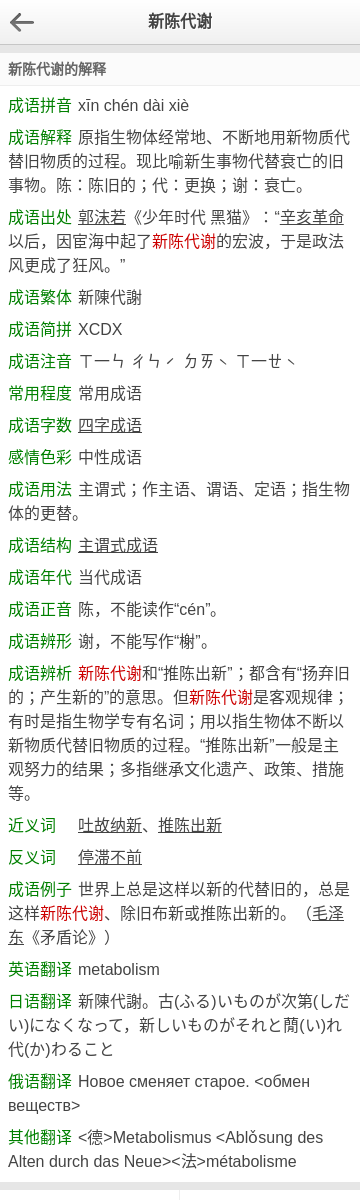 新陈代谢
新陈代谢的解释
成语拼音 xīn chén dài xiè
成语解释 原指生物体经常地、不断地用新物质代
替旧物质的过程。现比喻新生事物代替衰亡的旧
事物。陈：陈旧的；代：更换；谢：衰亡。
成语出处 郭沫若《少年时代 黑猫》：“辛亥革命
以后，因宦海中起了新陈代谢的宏波，于是政法
风更成了狂风。”
成语繁体 新陳代謝
成语简拼 XCDX
成语注音 ㄒ一ㄣ ㄔㄣˊ ㄉㄞˋ ㄒ一ㄝˋ
常用程度 常用成语
成语字数 四字成语
感情色彩 中性成语
成语用法 主谓式；作主语、谓语、定语；指生物
体的更替。
成语结构 主谓式成语
成语年代 当代成语
成语正音 陈，不能读作“cén”。
成语辨形 谢，不能写作“榭”。
成语辨析 新陈代谢和“推陈出新”；都含有“扬弃旧
的；产生新的”的意思。但新陈代谢是客观规律；
有时是指生物学专有名词；用以指生物体不断以
新物质代替旧物质的过程。“推陈出新”一般是主
观努力的结果；多指继承文化遗产、政策、措施
等。
近义词 吐故纳新、推陈出新
反义词 停滞不前
成语例子 世界上总是这样以新的代替旧的，总是
这样新陈代谢、除旧布新或推陈出新的。（毛泽
东《矛盾论》）
英语翻译 metabolism
日语翻译 新陳代謝。古(ふる)いものが次第(しだ
い)になくなって，新しいものがそれと(い)れ
代(か)わること
俄语翻译 Новое сменяет старое. <обмен
веществ>
其他翻译 <德>Metabolismus <Ablǒsung des
Alten durch das Neue><法>métabolisme